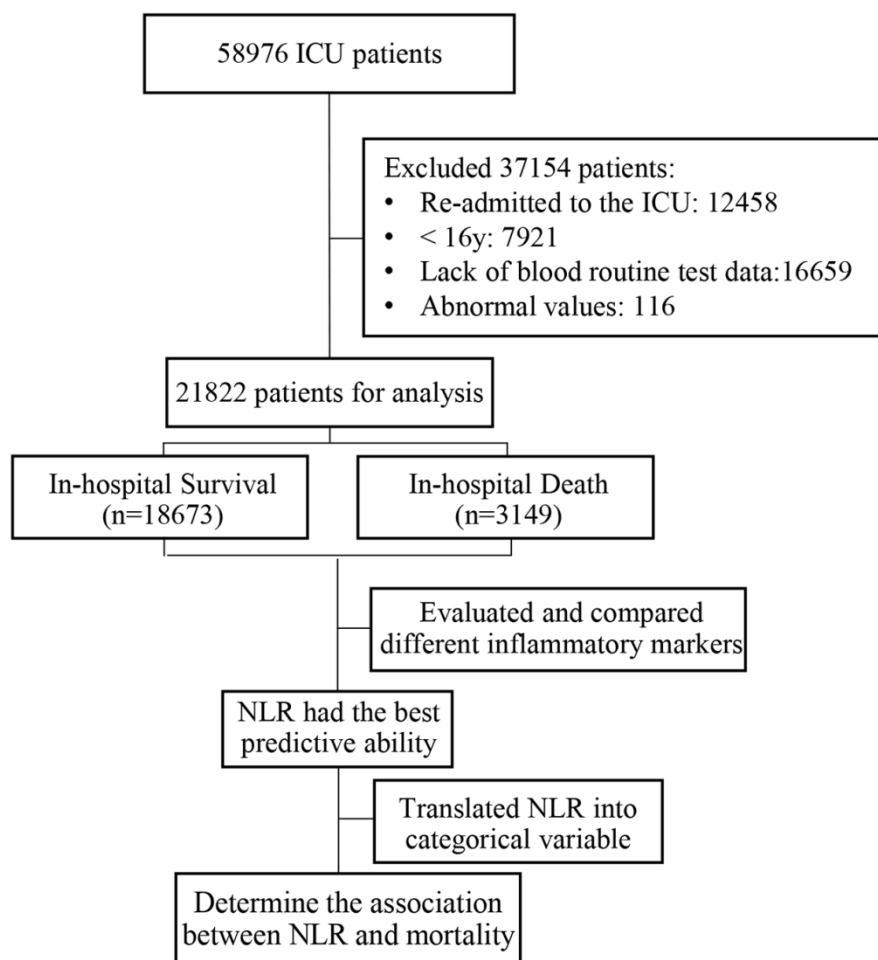 58976 ICU patients
Excluded 37154 patients:
• Re-admitted to the ICU: 12458
• < 16y: 7921
• Lack of blood routine test data:16659
• Abnormal values: 116
21822 patients for analysis
In-hospital Survival
(n=18673)
In-hospital Death
(n=3149)
Evaluated and compared
different inflammatory markers
NLR had the best
predictive ability
Translated NLR into
categorical variable
Determine the association
between NLR and mortality